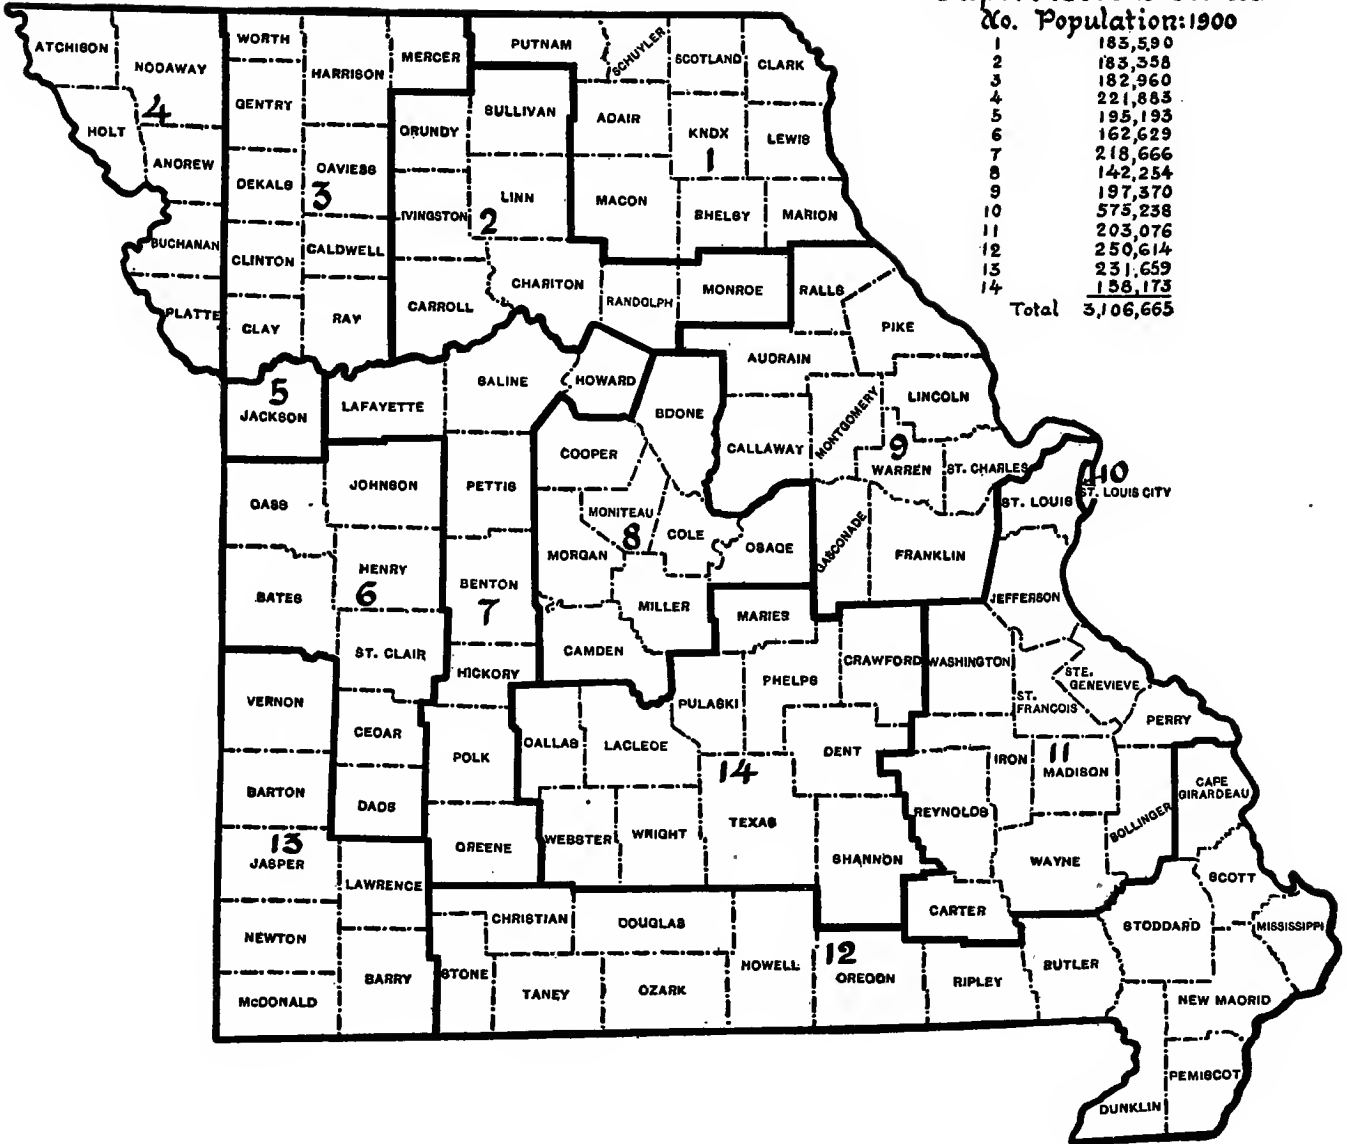 No. Population:1900
1 183,590
2 183,358
3 182,960
4 221,883
5 195,193
6 162,629
7 218,666
8 142,254
9 197,370
10 575,238
11 203,076
12 250,614
13 231,659
14 158,173
Total 3,106,665
ATCHISON
NODAWAY
4
HOLT
ANDREW
BUCHANAN
PLATTE
WORTH
HARRISON
MERCER
GENTRY
DEKALB
DAVIESS
3
CLINTON
CALDWELL
CLAY
RAY
PUTNAM
SCHUYLER
SCOTLAND
CLARK
GRUNDY
SULLIVAN
ADAIR
KNOX
1
LEWIS
LIVINGSTON
LINN
2
MACON
SHELBY
MARION
CARROLL
CHARITON
RANDOLPH
MONROE
RALLS
PIKE
5
JACKSON
LAFAYETTE
SALINE
HOWARD
BOONE
AUDRAIN
CALLAWAY
MONTGOMERY
LINCOLN
9
WARREN
ST. CHARLES
10
ST. LOUIS CITY
ST. LOUIS
CASS
JOHNSON
PETTIS
COOPER
MONITEAU
8
MORGAN
COLE
OSAGE
GASCONADE
FRANKLIN
JEFFERSON
BATES
HENRY
6
BENTON
7
MILLER
MARIES
CAMDEN
ST. CLAIR
HICKORY
PULASKI
PHELPS
CRAWFORD
WASHINGTON
STE.
GENEVIEVE
ST.
FRANCOIS
PERRY
VERNON
CEDAR
POLK
DALLAS
LACLEDE
14
DENT
IRON
11
MADISON
CAPE
GIRARDEAU
BARTON
DADE
GREENE
WEBSTER
WRIGHT
TEXAS
SHANNON
REYNOLDS
WAYNE
BOLLINGER
SCOTT
13
JASPER
LAWRENCE
CHRISTIAN
DOUGLAS
CARTER
STODDARD
MISSISSIPPI
NEWTON
BARRY
STONE
TANEY
OZARK
HOWELL
12
OREGON
RIPLEY
BUTLER
NEW MADRID
McDONALD
PEMISCOT
DUNKLIN